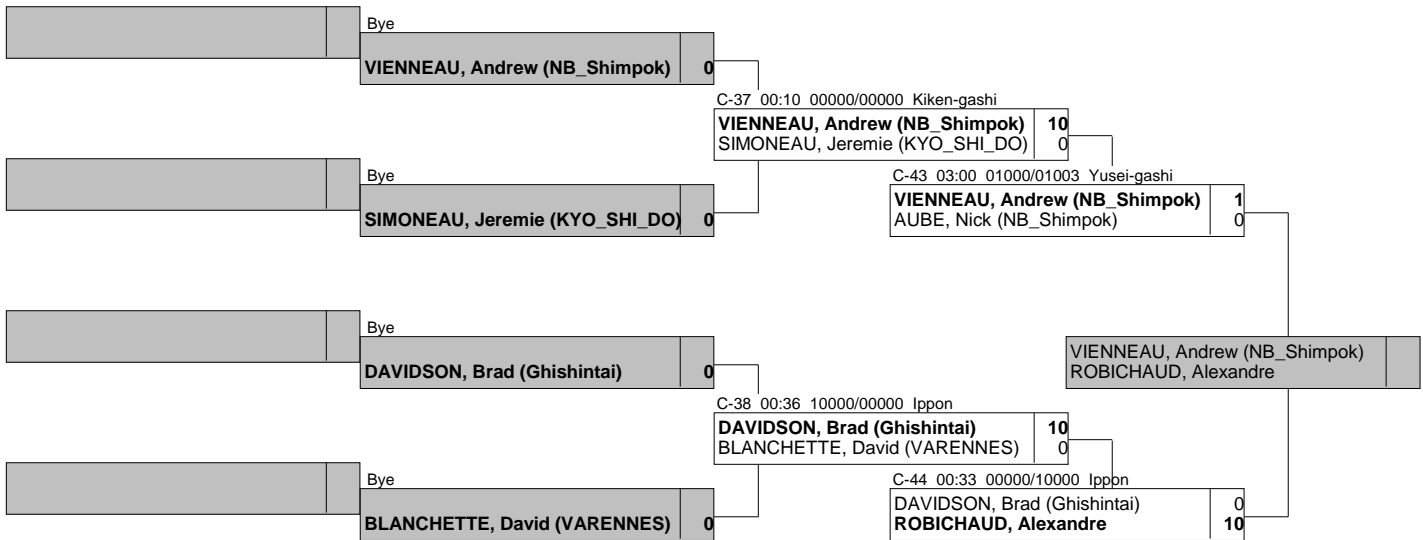 Bye
VIENNEAU, Andrew (NB_Shimpok) 0
C-37 00:10 00000/00000 Kiken-gashi
VIENNEAU, Andrew (NB_Shimpok) 10
SIMONEAU, Jeremie (KYO_SHI_DO) 0
Bye
SIMONEAU, Jeremie (KYO_SHI_DO) 0
C-43 03:00 01000/01003 Yusei-gashi
VIENNEAU, Andrew (NB_Shimpok) 1
AUBE, Nick (NB_Shimpok) 0
Bye
DAVIDSON, Brad (Ghishintai) 0
VIENNEAU, Andrew (NB_Shimpok)
ROBICHAUD, Alexandre
C-38 00:36 10000/00000 Ippon
DAVIDSON, Brad (Ghishintai) 10
BLANCHETTE, David (VARENNES) 0
Bye
BLANCHETTE, David (VARENNES) 0
C-44 00:33 00000/10000 Ippon
DAVIDSON, Brad (Ghishintai) 0
ROBICHAUD, Alexandre 10